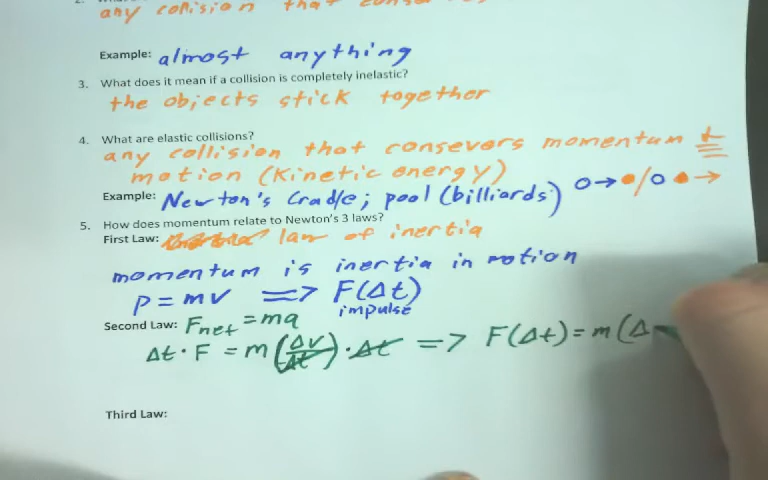 any collision that
Example: almost anything
3. What does it mean if a collision is completely inelastic?
the objects stick together
4. What are elastic collisions?
any collision that consevers momentum +
motion (kinetic energy)
Example: Newton's Cradle; pool (billiards)
5. How does momentum relate to Newton's 3 laws?
First Law: law of inertia
momentum is inertia in motion
p = mv => F(Δt)
impulse
Second Law: Fnet = ma
Δt · F = m (Δv/Δt) · Δt => F(Δt) = m(Δ
Third Law: